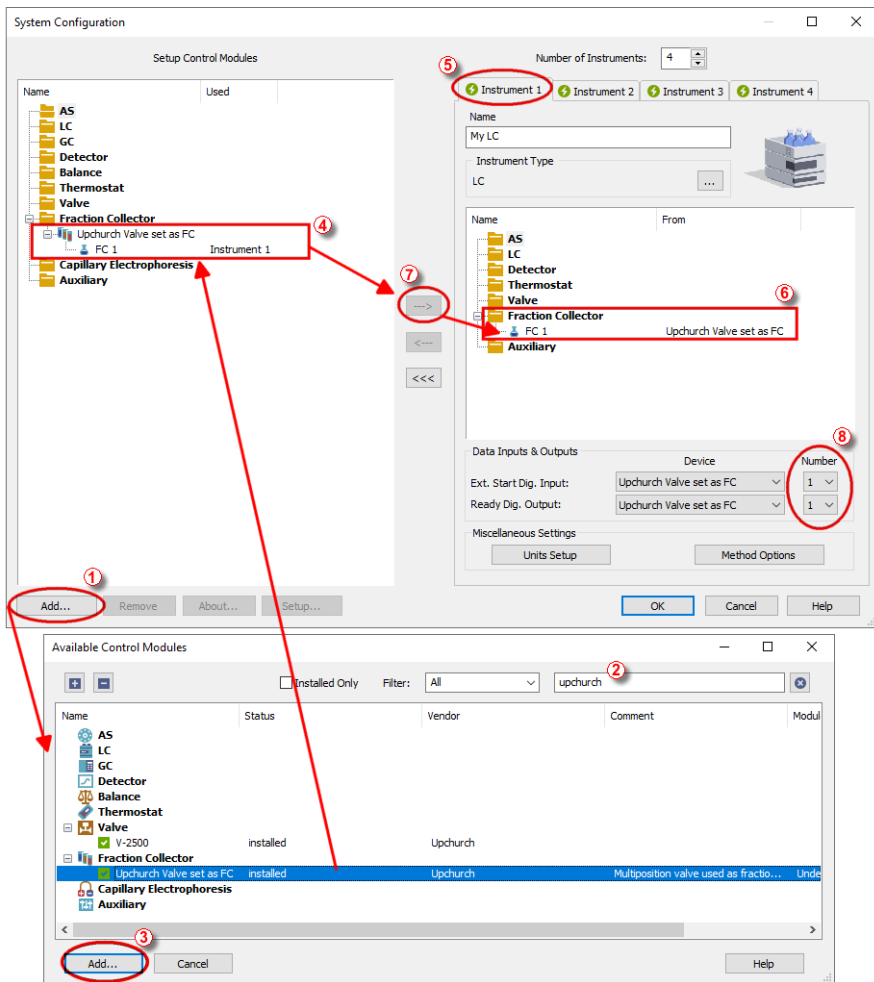 System Configuration
Setup Control Modules
Number of Instruments: 4
5
Name Used
AS
LC
GC
Detector
Balance
Thermostat
Valve
Fraction Collector
4
Upchurch Valve set as FC
FC 1 Instrument 1
Capillary Electrophoresis
Auxiliary
7
--->
<---
<<<
Instrument 1 Instrument 2 Instrument 3 Instrument 4
Name
My LC
Instrument Type
LC ...
Name From
AS
LC
Detector
Thermostat
Valve
6
Fraction Collector
FC 1 Upchurch Valve set as FC
Auxiliary
8
Data Inputs & Outputs
Device Number
Ext. Start Dig. Input: Upchurch Valve set as FC 1
Ready Dig. Output: Upchurch Valve set as FC 1
Miscellaneous Settings
Units Setup Method Options
1
Add... Remove About... Setup... OK Cancel Help
Available Control Modules
2
Installed Only Filter: All upchurch
Name Status Vendor Comment Modul
AS
LC
GC
Detector
Balance
Thermostat
Valve
V-2500 installed Upchurch
Fraction Collector
Upchurch Valve set as FC installed Upchurch Multiposition valve used as fractio... Unde
Capillary Electrophoresis
Auxiliary
3
Add... Cancel Help